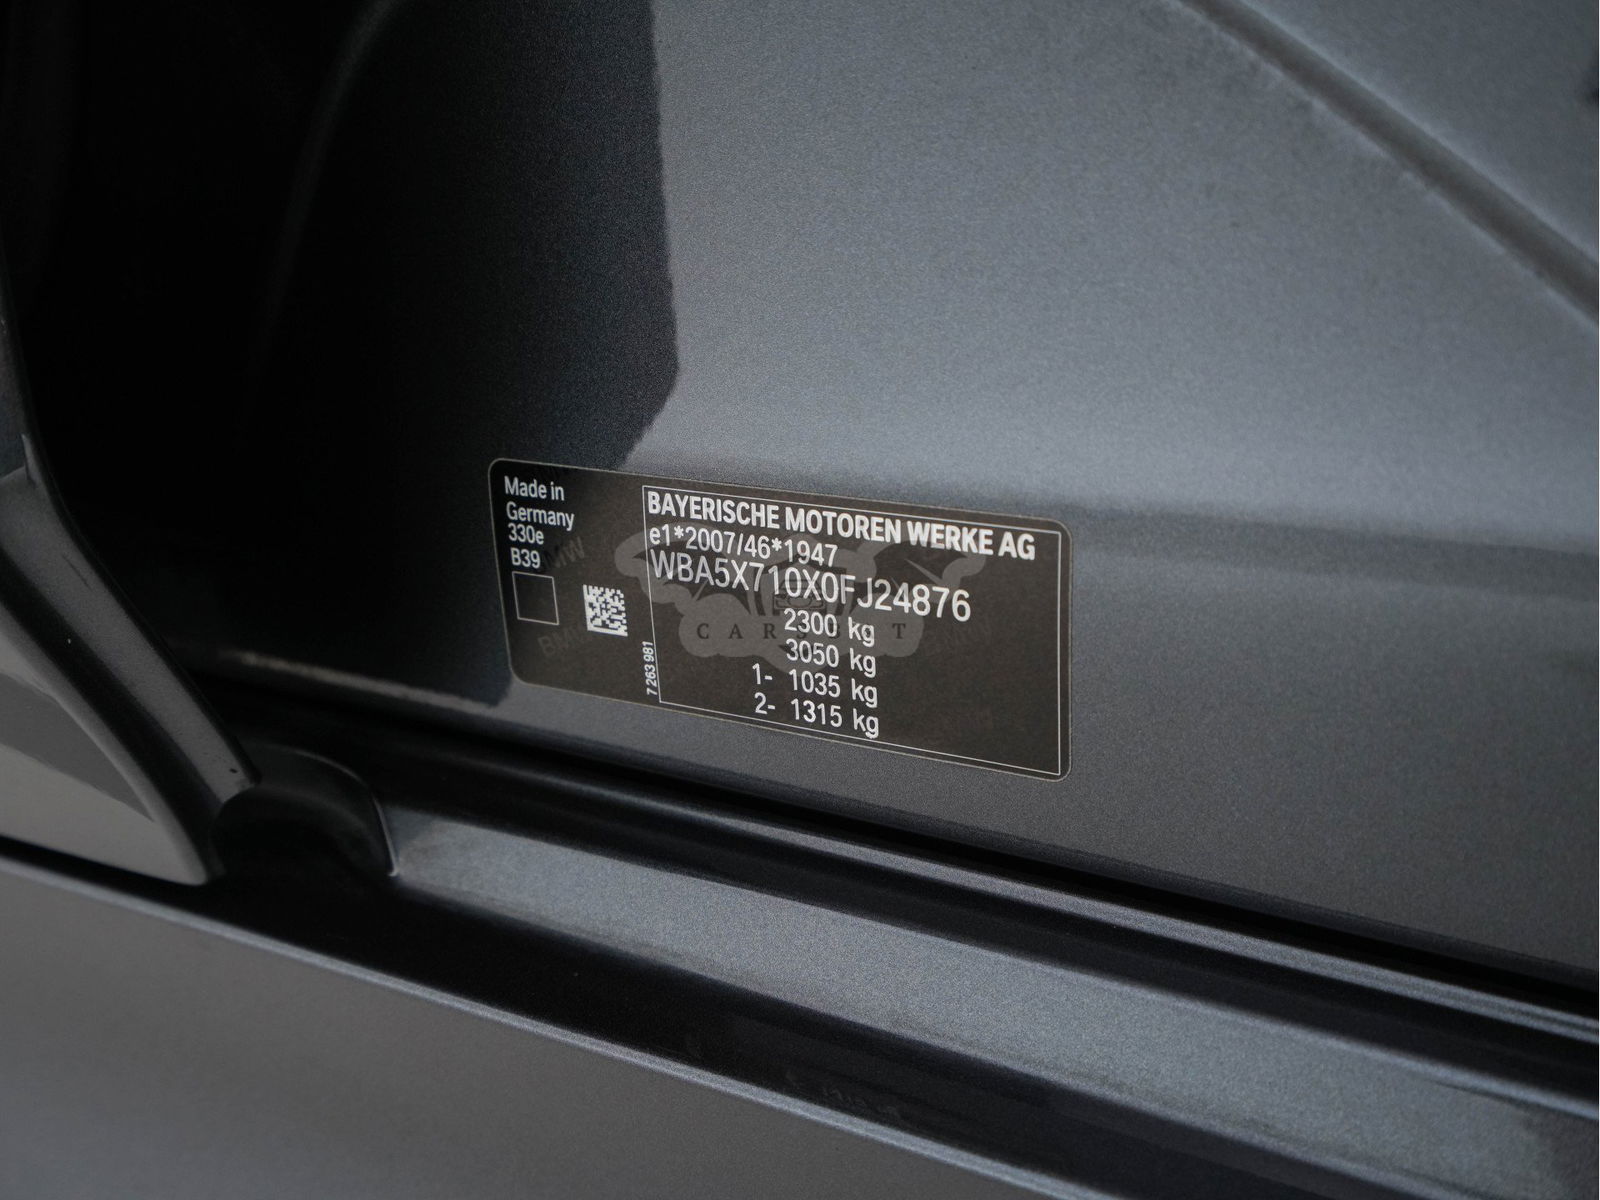 Made in
Germany
330e
B39
7 263 981
BAYERISCHE MOTOREN WERKE AG
e1*2007/46*1947
WBA5X710X0FJ24876
2300 kg
3050 kg
1- 1035 kg
2- 1315 kg
BMW